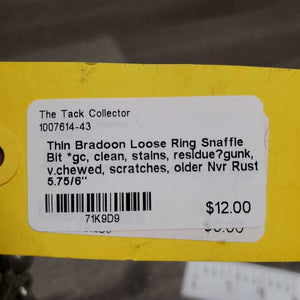 The Tack Collector
1007614-43
Thin Bradoon Loose Ring Snaffle
Bit *gc, clean, stains, residue?gunk,
v.chewed, scratches, older Nvr Rust
5.75/6"
71K9D9
$12.00